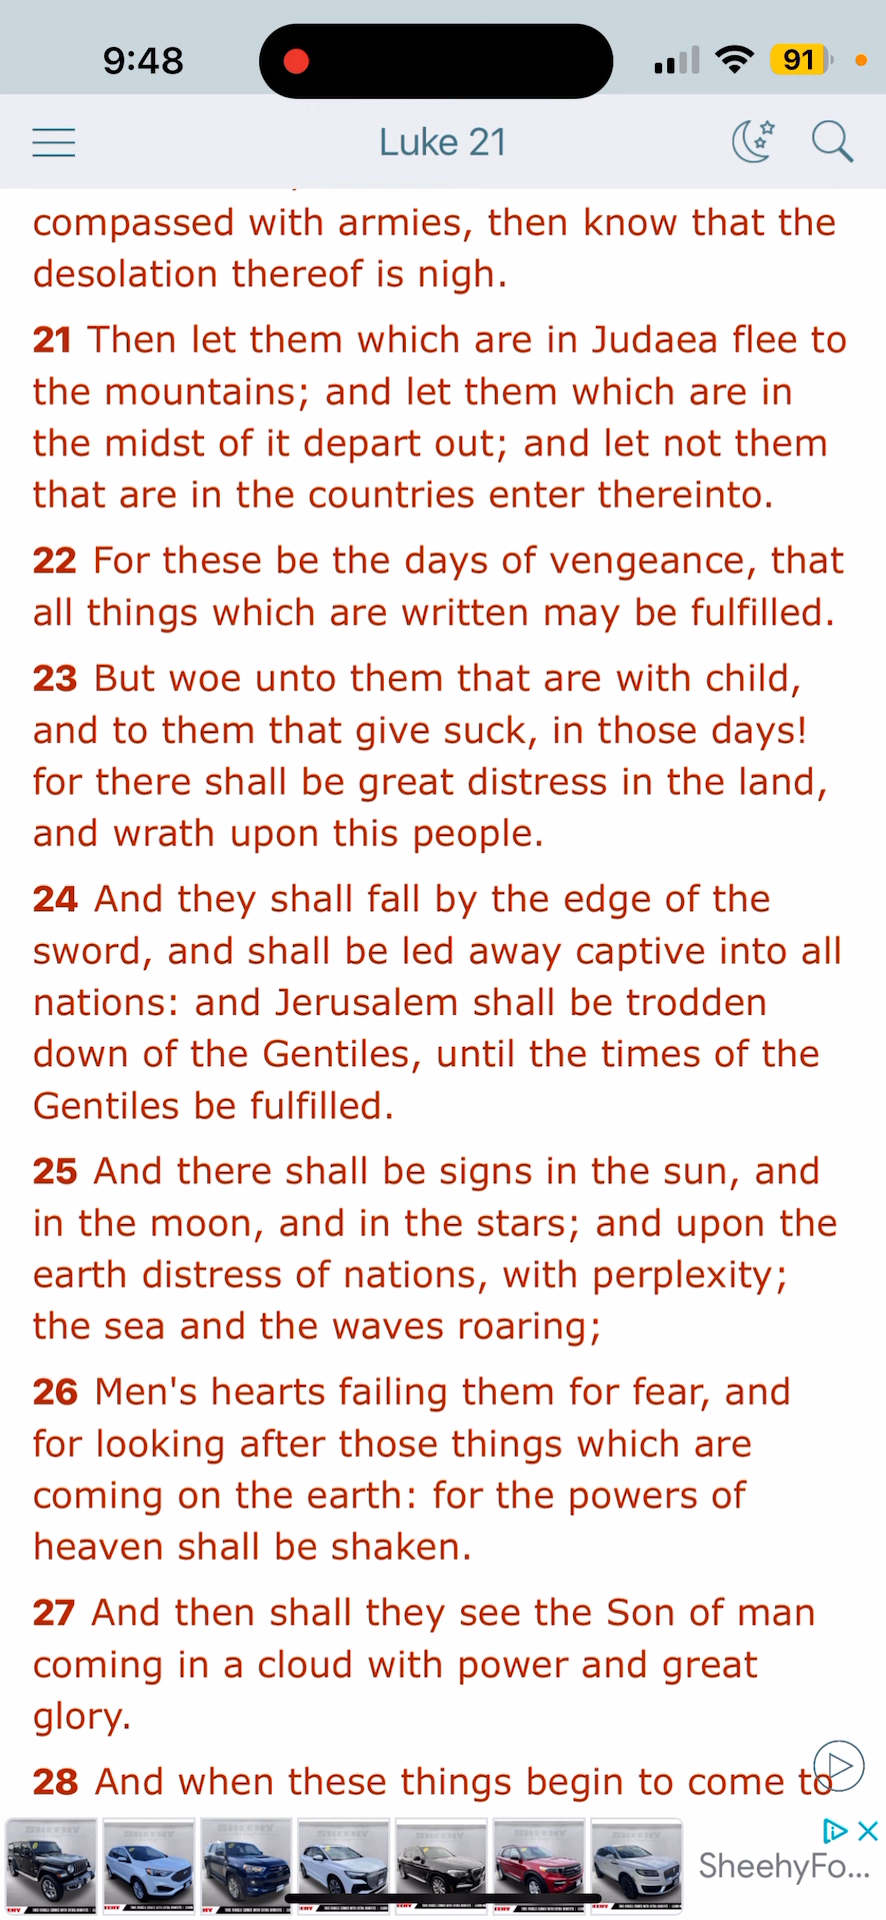 9:48
91
Luke 21
compassed with armies, then know that the
desolation thereof is nigh.
21 Then let them which are in Judaea flee to
the mountains; and let them which are in
the midst of it depart out; and let not them
that are in the countries enter thereinto.
22 For these be the days of vengeance, that
all things which are written may be fulfilled.
23 But woe unto them that are with child,
and to them that give suck, in those days!
for there shall be great distress in the land,
and wrath upon this people.
24 And they shall fall by the edge of the
sword, and shall be led away captive into all
nations: and Jerusalem shall be trodden
down of the Gentiles, until the times of the
Gentiles be fulfilled.
25 And there shall be signs in the sun, and
in the moon, and in the stars; and upon the
earth distress of nations, with perplexity;
the sea and the waves roaring;
26 Men's hearts failing them for fear, and
for looking after those things which are
coming on the earth: for the powers of
heaven shall be shaken.
27 And then shall they see the Son of man
coming in a cloud with power and great
glory.
28 And when these things begin to come to
SheehyFo...